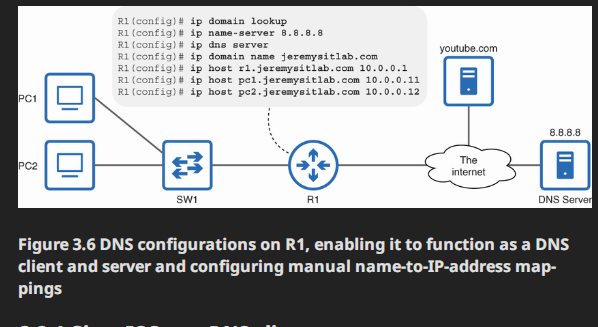 R1(config)# ip domain lookup
R1(config)# ip name-server 8.8.8.8
R1(config)# ip dns server
R1(config)# ip domain name jeremysitlab.com
R1(config)# ip host r1.jeremysitlab.com 10.0.0.1
R1(config)# ip host pc1.jeremysitlab.com 10.0.0.11
R1(config)# ip host pc2.jeremysitlab.com 10.0.0.12
youtube.com
PC1
8.8.8.8
PC2
The
internet
SW1
R1
DNS Server
Figure 3.6 DNS configurations on R1, enabling it to function as a DNS
client and server and configuring manual name-to-IP-address map-
pings